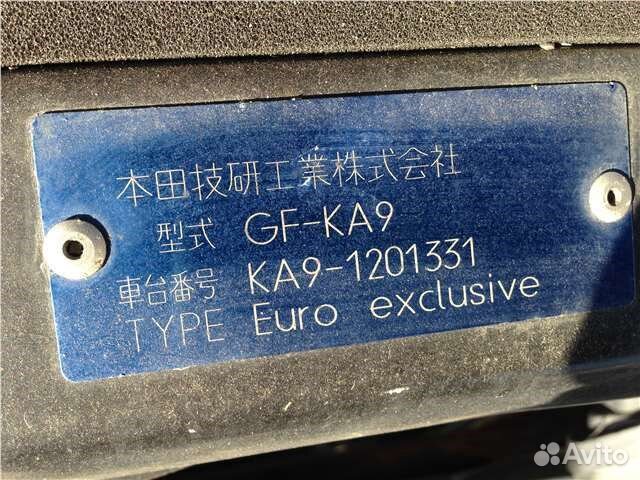 本田技研工業株式会社
型式 GF-KA9
車台番号 KA9-1201331
TYPE Euro exclusive
Avito